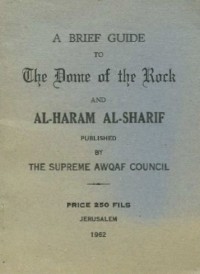 A BRIEF GUIDE
TO
The Dome of the Rock
AND
AL-HARAM AL-SHARIF
PUBLISHED
BY
THE SUPREME AWQAF COUNCIL
PRICE 250 FILS
JERUSALEM
1962